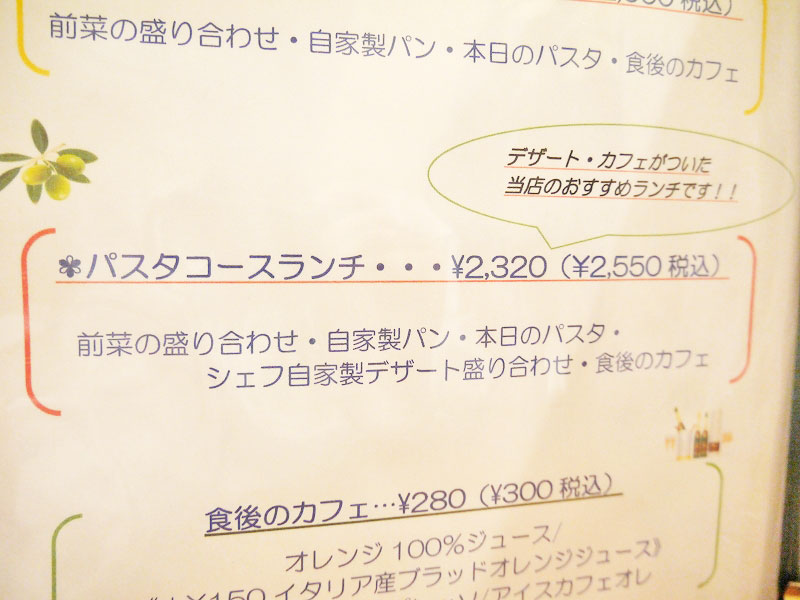 税込）
前菜の盛り合わせ・自家製パン・本日のパスタ・食後のカフェ
デザート・カフェがついた
当店のおすすめランチです！！
パスタコースランチ・・・¥2,320（¥2,550 税込）
前菜の盛り合わせ・自家製パン・本日のパスタ・
シェフ自家製デザート盛り合わせ・食後のカフェ
食後のカフェ…¥280（¥300 税込）
オレンジ 100%ジュース/
¥150 イタリア産ブラッドオレンジジュース》
/アイスカフェオレ